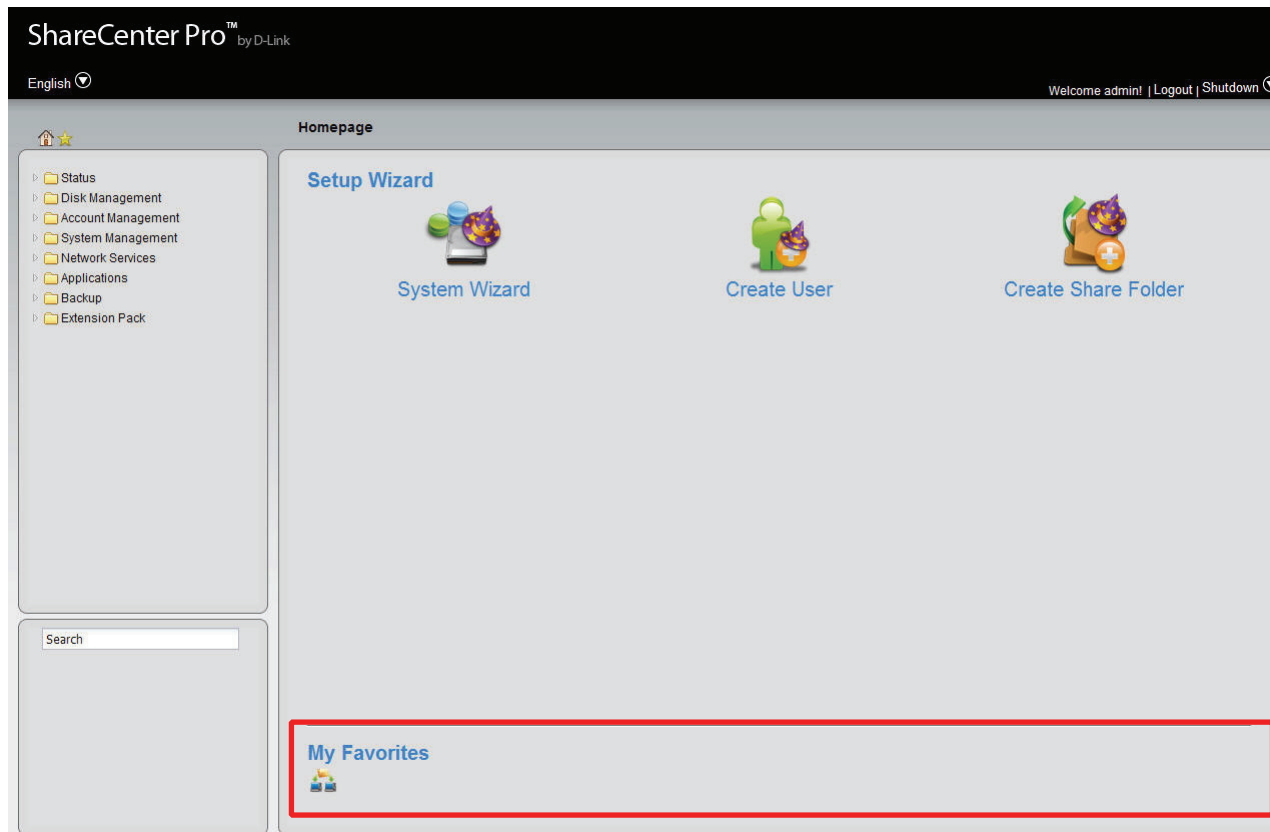 ShareCenter Pro™ by D-Link
English
Welcome admin! | Logout | Shutdown
Homepage
Status
Disk Management
Account Management
System Management
Network Services
Applications
Backup
Extension Pack
Search
Setup Wizard
System Wizard
Create User
Create Share Folder
My Favorites